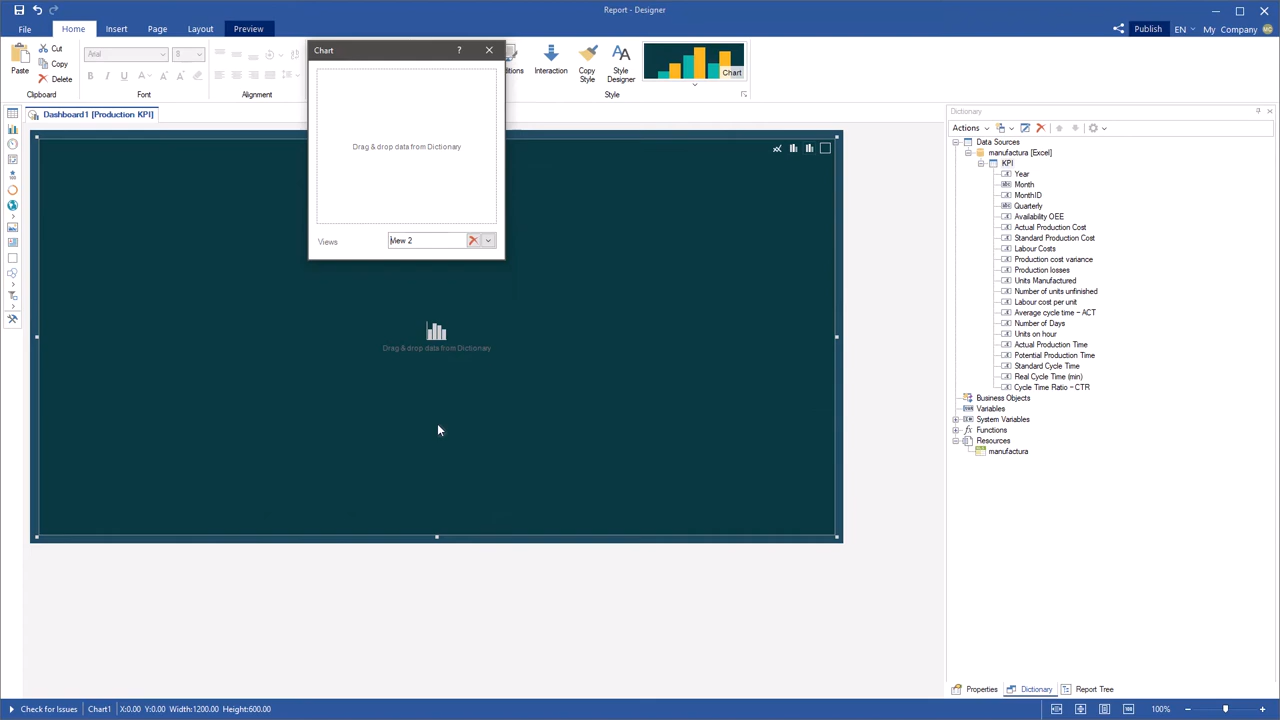 Report - Designer
File Home Insert Page Layout Preview Publish EN My Company MC
Paste Cut Copy Delete
Arial 8
B I U A
Interaction Copy Style Style Designer Chart
Clipboard Font Alignment Style
Chart ? 
Drag & drop data from Dictionary
Views View 2
Dashboard1 [Production KPI]
Drag & drop data from Dictionary
Dictionary
Actions
Data Sources
manufactura [Excel]
KPI
Year
Month
MonthID
Quarterly
Availability OEE
Actual Production Cost
Standard Production Cost
Labour Costs
Production cost variance
Production losses
Units Manufactured
Number of units unfinished
Labour cost per unit
Average cycle time - ACT
Number of Days
Units on hour
Actual Production Time
Potential Production Time
Standard Cycle Time
Real Cycle Time (min)
Cycle Time Ratio - CTR
Business Objects
Variables
System Variables
fx Functions
Resources
manufactura
Properties Dictionary Report Tree
Check for Issues Chart1 X:0.00 Y:0.00 Width:1200.00 Height:600.00 100%